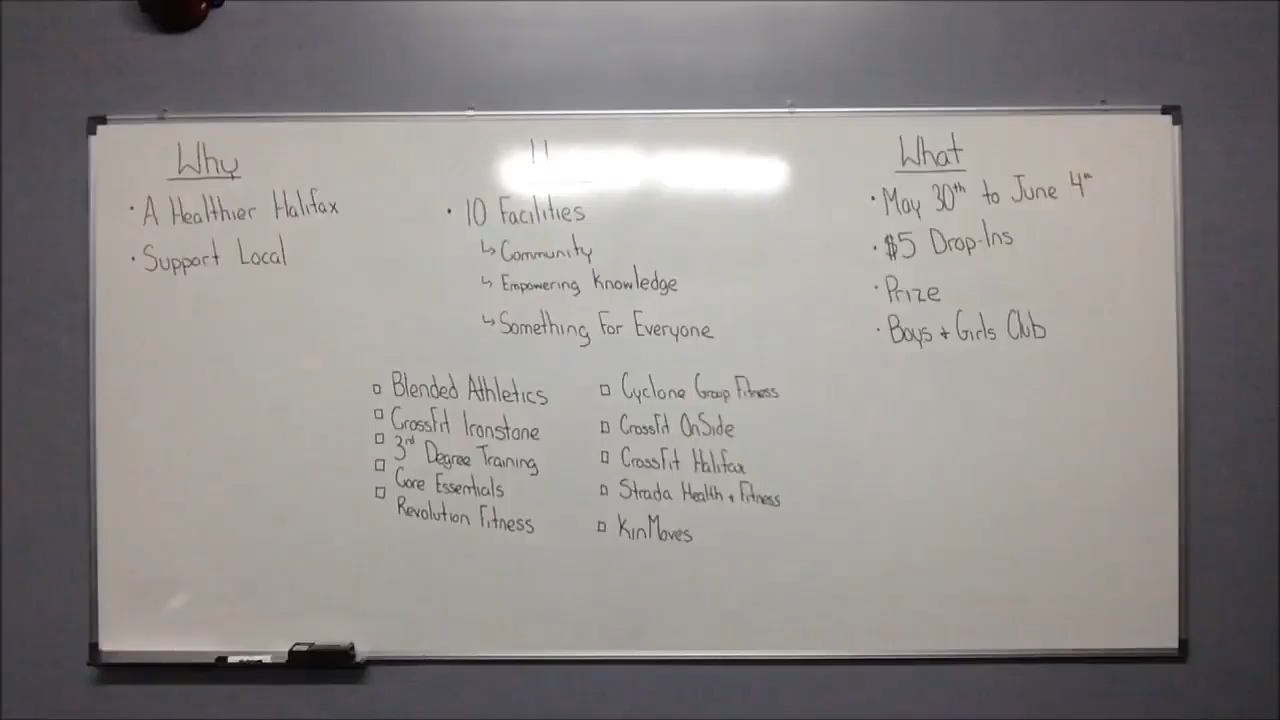 Why
· A Healthier Halifax
· Support Local
· 10 Facilities
↳ Community
↳ Empowering Knowledge
↳ Something For Everyone
What
· May 30th to June 4th
· $5 Drop-Ins
· Prize
· Boys + Girls Club
□ Blended Athletics
□ CrossFit Ironstone
□ 3rd Degree Training
□ Core Essentials
□ Revolution Fitness
□ Cyclone Group Fitness
□ CrossFit OnSide
□ CrossFit Halifax
□ Strada Health + Fitness
□ KinMoves